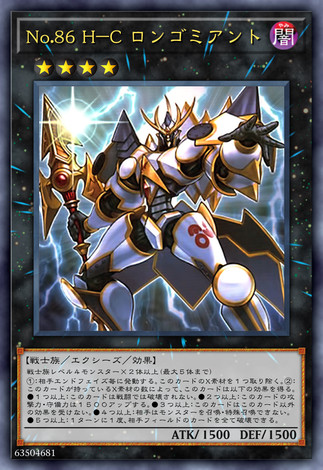 No.86 H−C ロンゴミアント
闇
やみ
【戦士族/エクシーズ/効果】
戦士族レベル4モンスター×2体以上(最大5体まで)
①:相手エンドフェイズ毎に発動する。このカードのX素材を1つ取り除く。②:
このカードが持っているX素材の数によって、このカードは以下の効果を得る。
●1つ以上:このカードは戦闘では破壊されない。●2つ以上:このカードの攻
撃力・守備力は1500アップする。●3つ以上:このカードはこのカード以外
の効果を受けない。●4つ以上:相手はモンスターを召喚・特殊召喚できない。
●5つ以上:1ターンに1度、相手フィールドのカードを全て破壊できる。
ATK/1500 DEF/1500
63504681